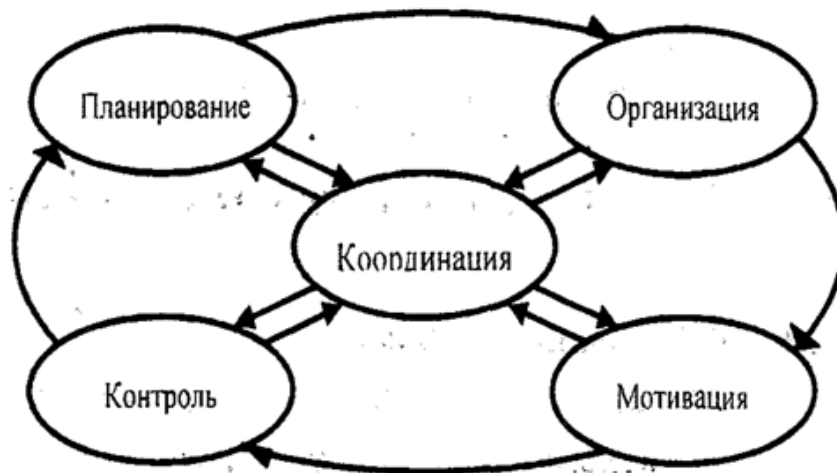 Планирование
Организация
Координация
Контроль
Мотивация